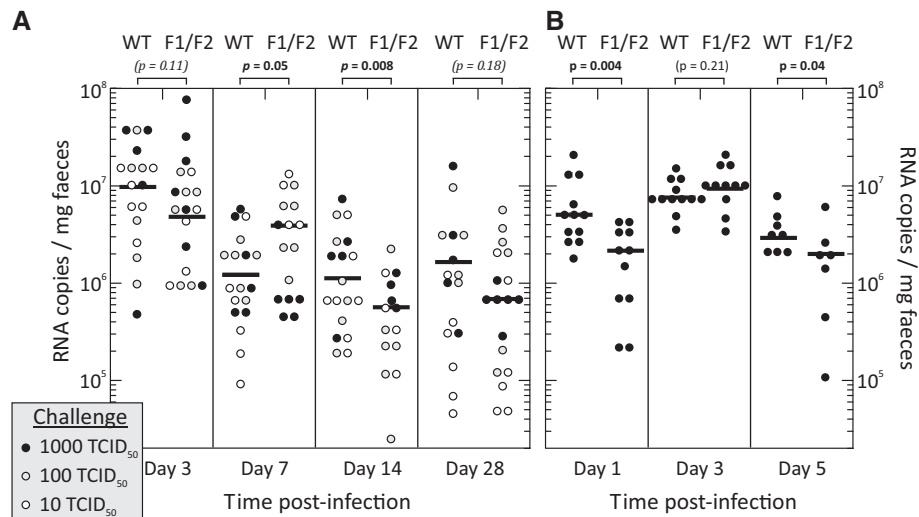 A
B
WT F1/F2 WT F1/F2 WT F1/F2 WT F1/F2
WT F1/F2 WT F1/F2 WT F1/F2
(p = 0.11) p = 0.05 p = 0.008 (p = 0.18)
p = 0.004 (p = 0.21) p = 0.04
RNA copies / mg faeces
10⁸
10⁷
10⁶
10⁵
10⁸
10⁷
10⁶
10⁵
RNA copies / mg faeces
Challenge
1000 TCID₅₀
100 TCID₅₀
10 TCID₅₀
Day 3 Day 7 Day 14 Day 28
Day 1 Day 3 Day 5
Time post-infection
Time post-infection